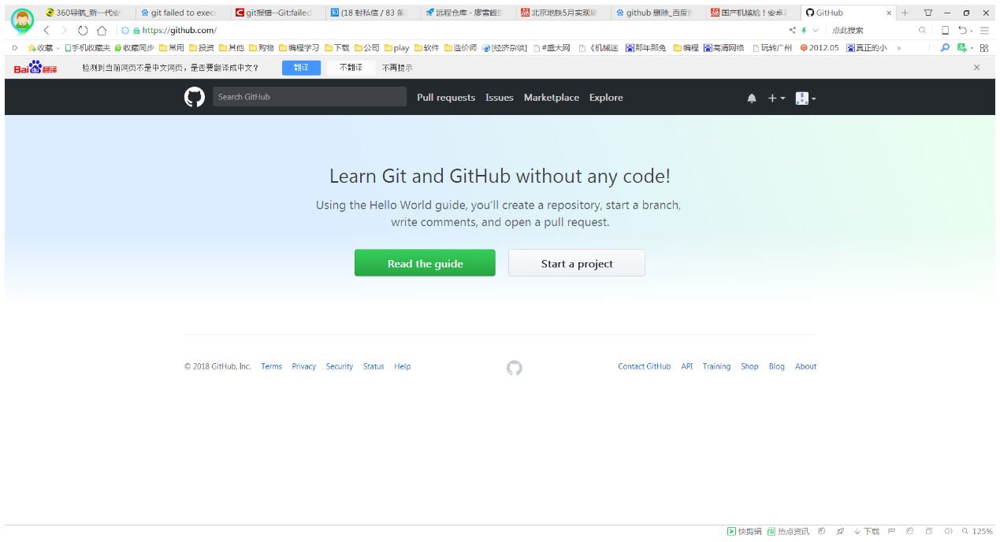 360导航_新一代安
git failed to exec
git报错--Git:failed
(18 封私信 / 83 条
远程仓库 - 廖雪峰的
北京地铁5月实现
github 删除_百度
国产机尴尬！安卓
GitHub
https://github.com/
点此搜索
收藏 手机收藏夹 收藏同步 常用 投资 其他 购物 编程学习 下载 公司 play 软件 造价师 [经济杂谈] #盛大网 《机械迷 那年那兔 编程 高清网络 玩转广州 2012.05 真正的小 »
Bai du 翻译 检测到当前网页不是中文网页，是否要翻译成中文？ 翻译 不翻译 不再提示
Search GitHub Pull requests Issues Marketplace Explore
Learn Git and GitHub without any code!
Using the Hello World guide, you’ll create a repository, start a branch,
write comments, and open a pull request.
Read the guide Start a project
© 2018 GitHub, Inc. Terms Privacy Security Status Help Contact GitHub API Training Shop Blog About
快剪辑 热点资讯 下载 125%